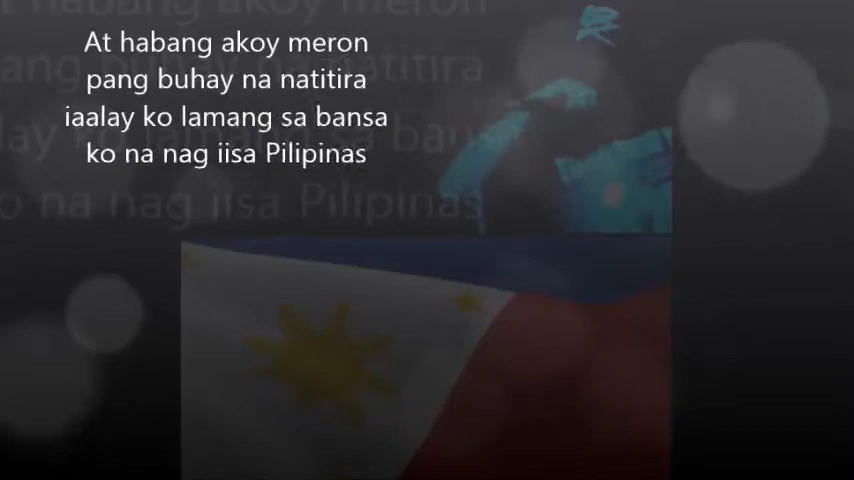 At habang akoy meron
pang buhay na natitira
iaalay ko lamang sa bansa
ko na nag iisa Pilipinas